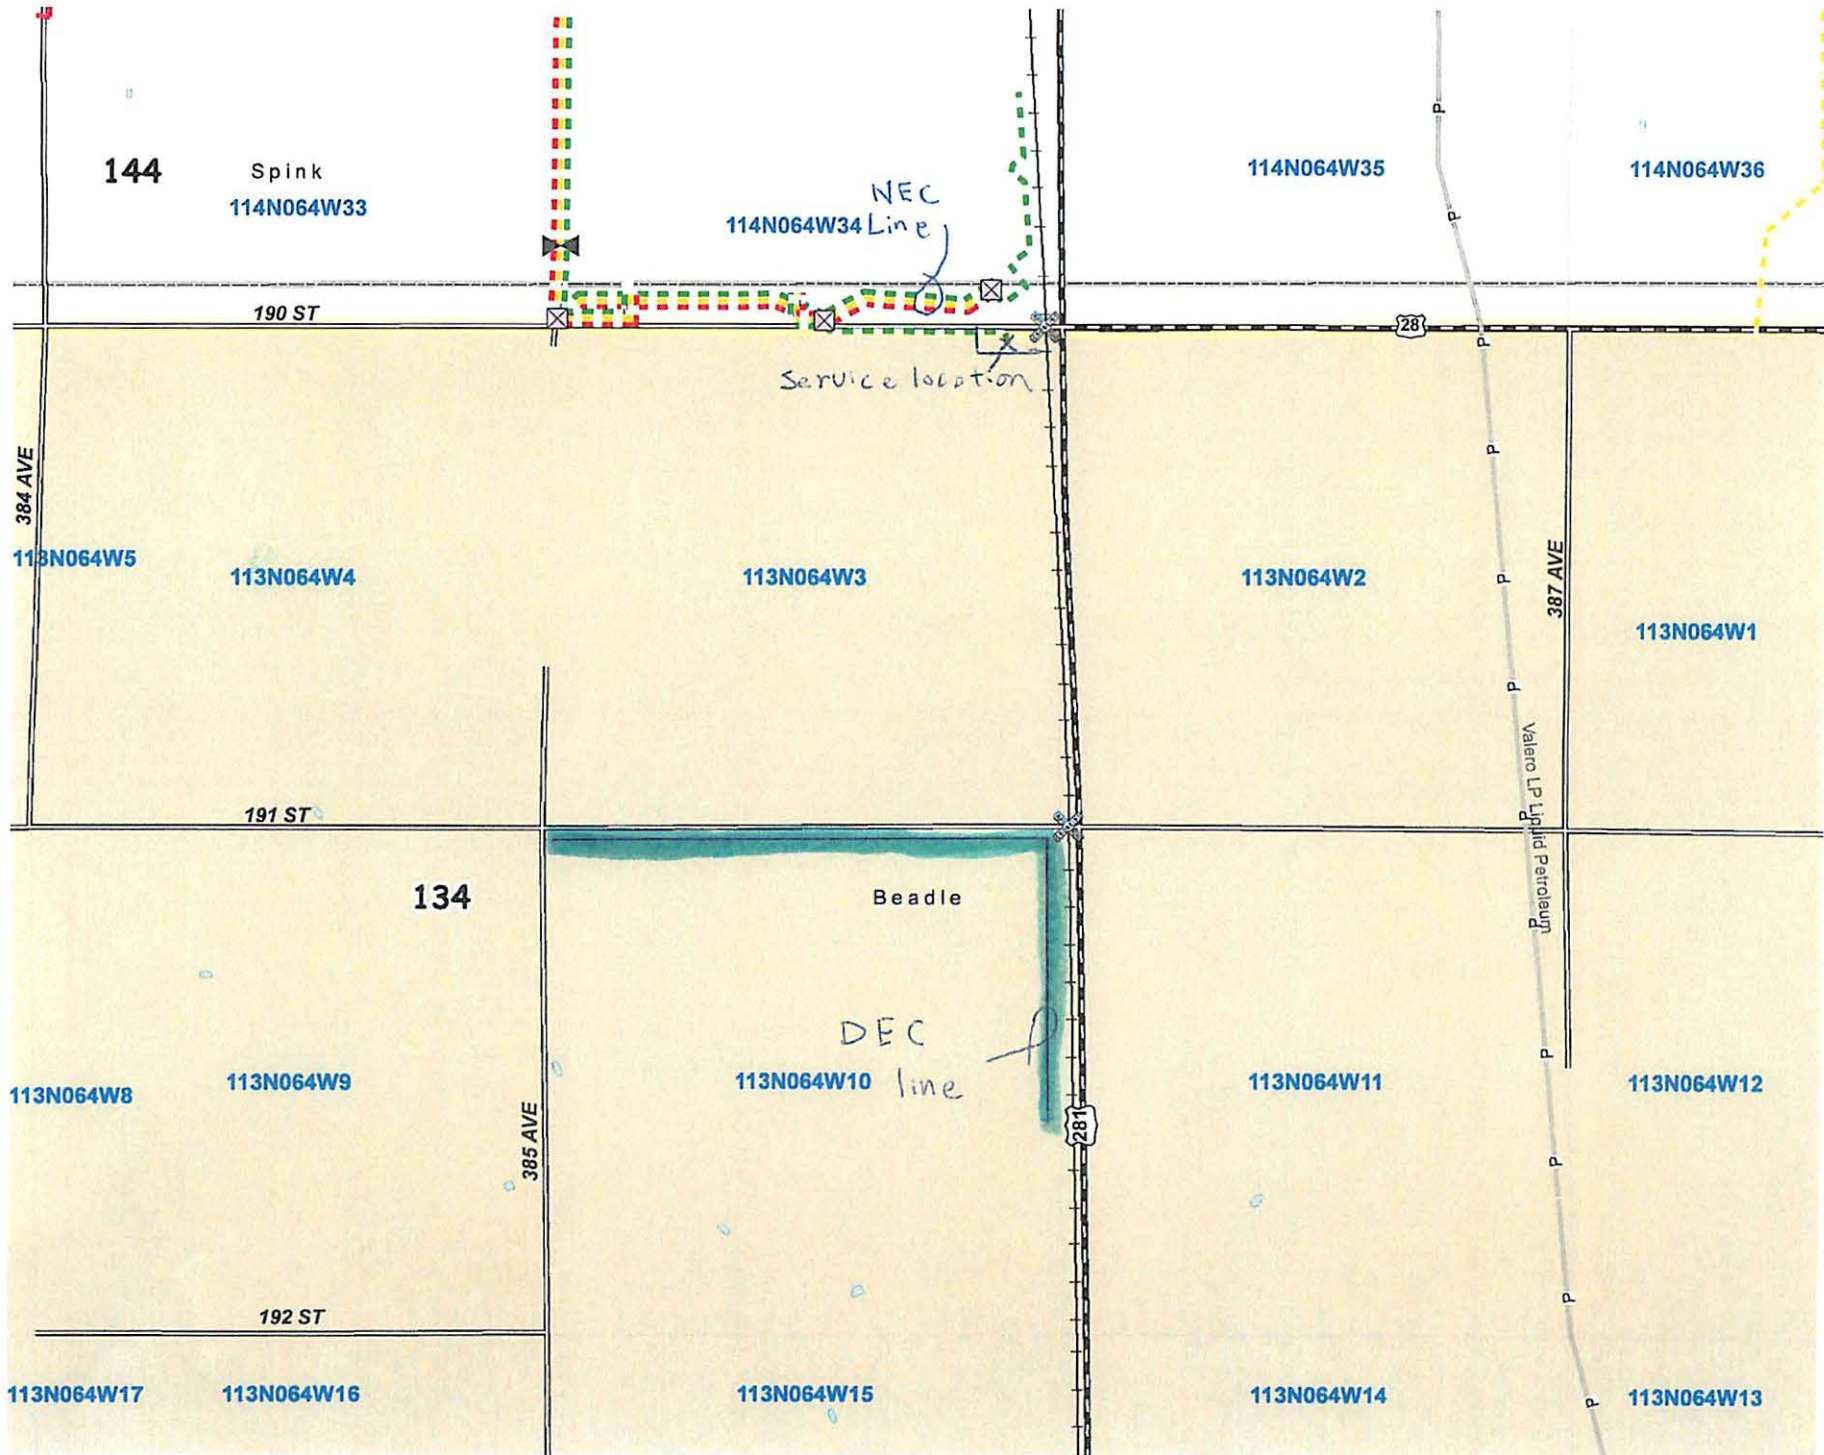 144
Spink
114N064W33
NEC
114N064W34 Line
114N064W35
114N064W36
P
P
190 ST
28
P
Service location
384 AVE
P
113N064W5
113N064W4
113N064W3
113N064W2
P
387 AVE
113N064W1
P
Valero LP Liquid Petroleum
191 ST
P
134
Beadle
P
DEC
line
P
113N064W8
113N064W9
113N064W10
113N064W11
113N064W12
385 AVE
281
P
192 ST
P
113N064W17
113N064W16
113N064W15
113N064W14
113N064W13
P